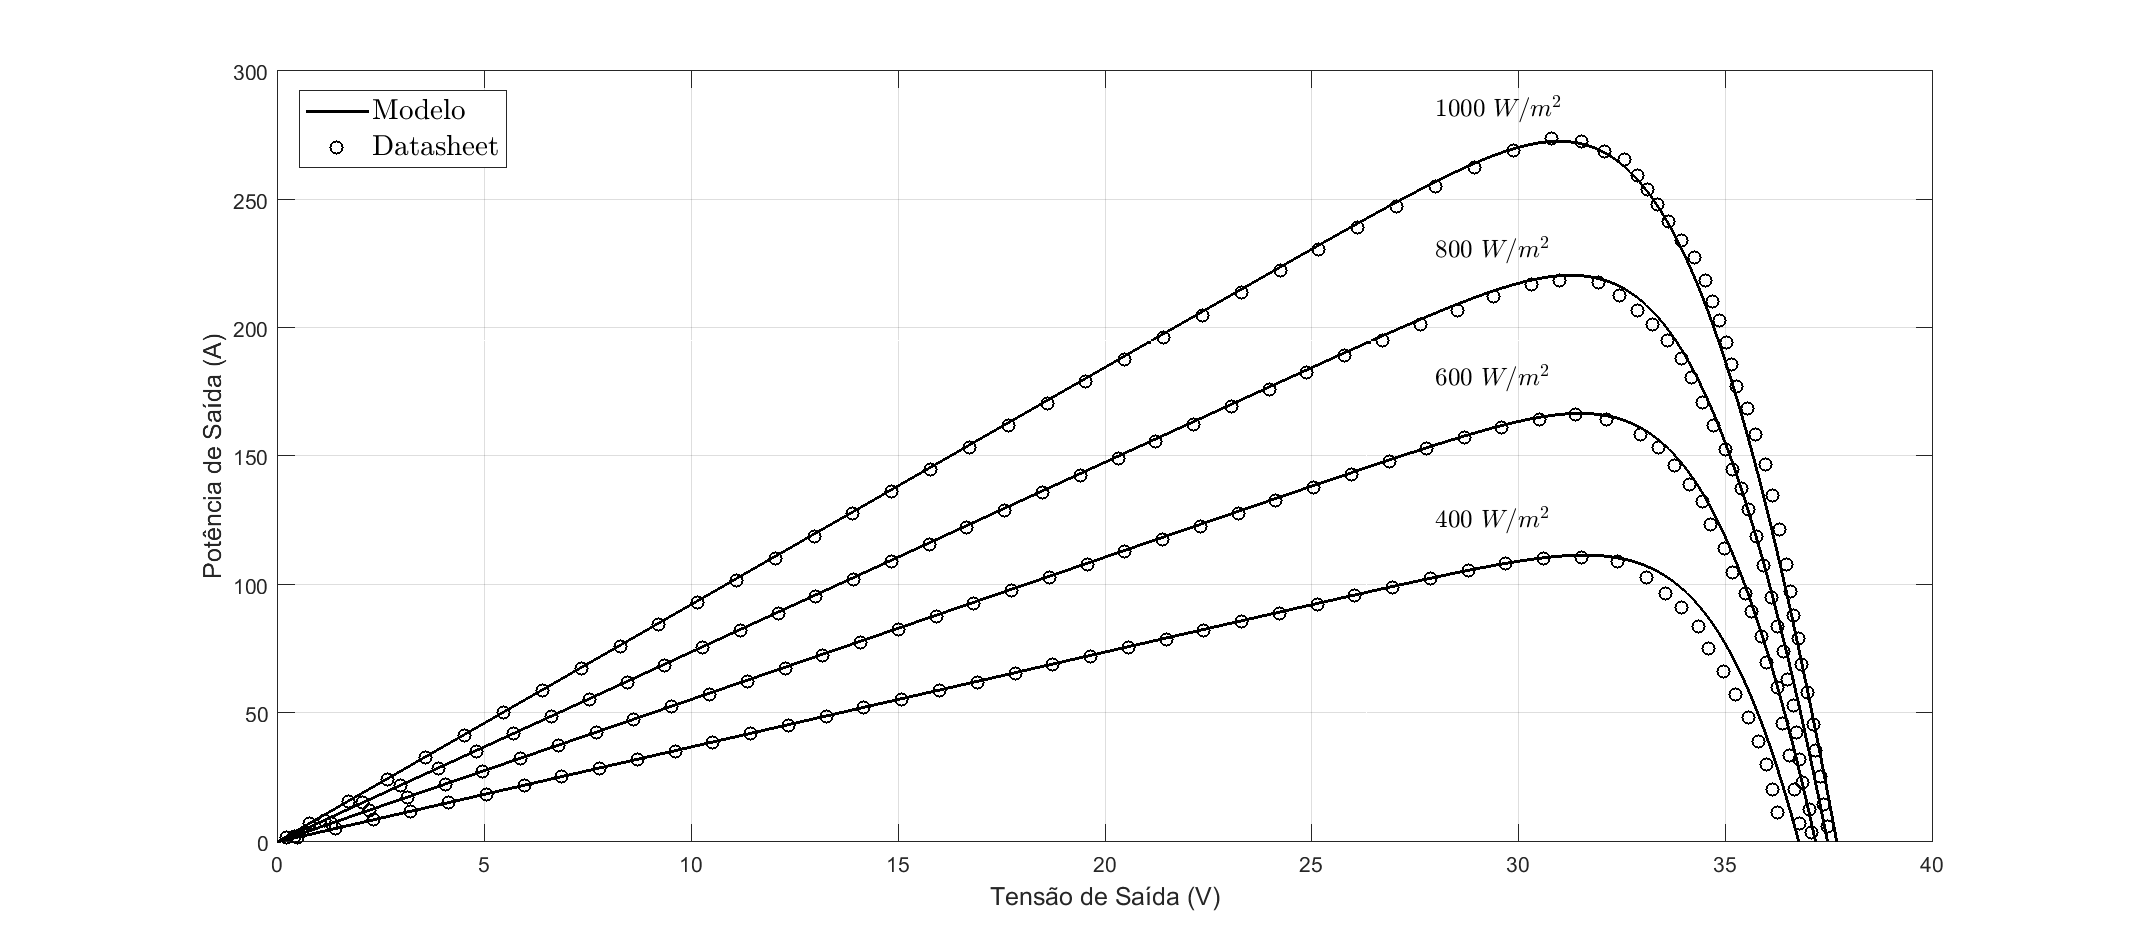 Modelo
Datasheet
1000 W/m²
800 W/m²
600 W/m²
400 W/m²
300
250
200
150
100
50
0
Potência de Saída (A)
0 5 10 15 20 25 30 35 40
Tensão de Saída (V)